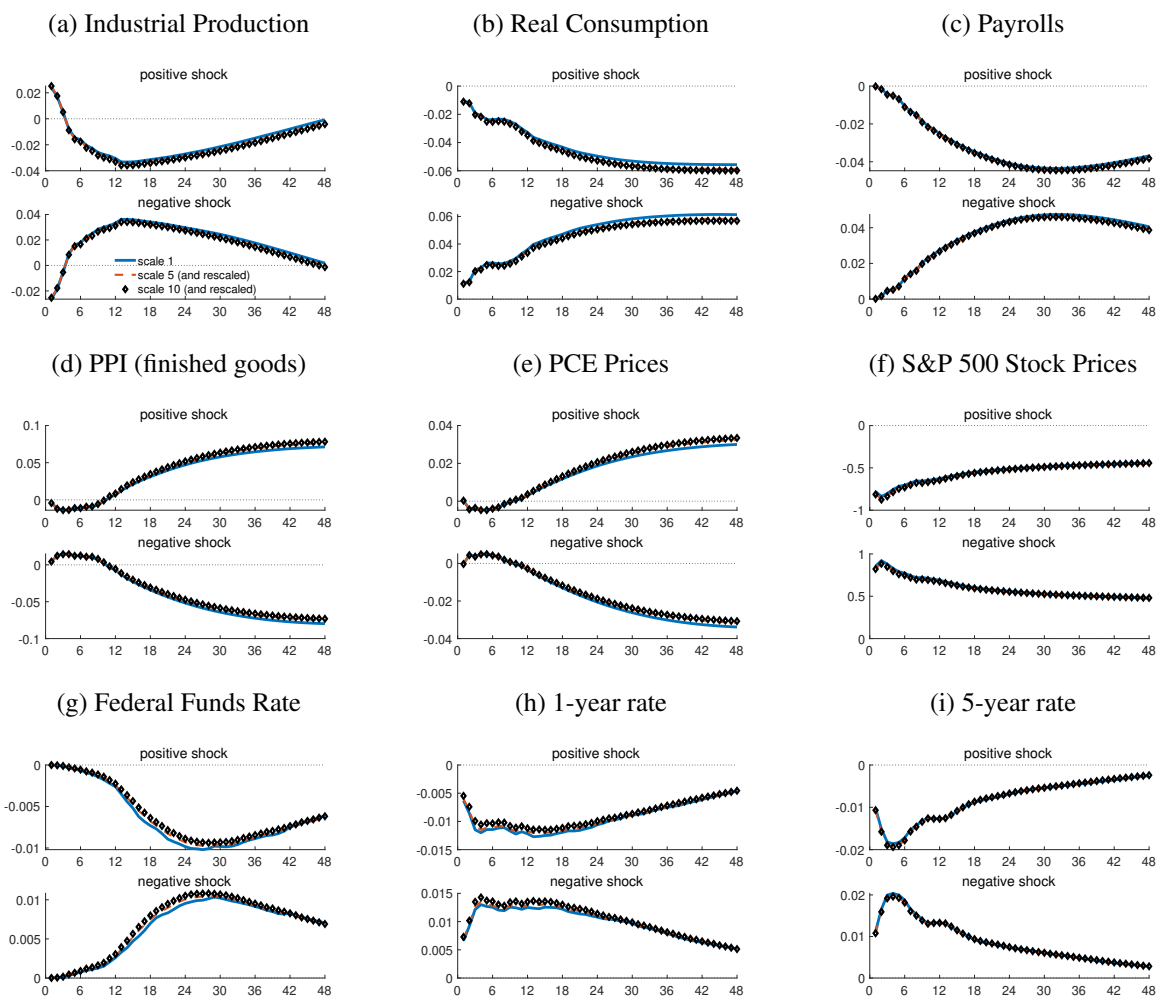 (a) Industrial Production
(b) Real Consumption
(c) Payrolls
positive shock
0.02
0
-0.02
-0.04
0 6 12 18 24 30 36 42 48
negative shock
0.04
0.02
0
-0.02
scale 1
scale 5 (and rescaled)
scale 10 (and rescaled)
0 6 12 18 24 30 36 42 48
positive shock
0
-0.02
-0.04
-0.06
0 6 12 18 24 30 36 42 48
negative shock
0.06
0.04
0.02
0
0 6 12 18 24 30 36 42 48
positive shock
0
-0.02
-0.04
0 6 12 18 24 30 36 42 48
negative shock
0.04
0.02
0
0 6 12 18 24 30 36 42 48
(d) PPI (finished goods)
(e) PCE Prices
(f) S&P 500 Stock Prices
positive shock
0.1
0.05
0
0 6 12 18 24 30 36 42 48
negative shock
0
-0.05
-0.1
0 6 12 18 24 30 36 42 48
positive shock
0.04
0.02
0
0 6 12 18 24 30 36 42 48
negative shock
0
-0.02
-0.04
0 6 12 18 24 30 36 42 48
positive shock
0
-0.5
-1
0 6 12 18 24 30 36 42 48
negative shock
1
0.5
0
0 6 12 18 24 30 36 42 48
(g) Federal Funds Rate
(h) 1-year rate
(i) 5-year rate
positive shock
0
-0.005
-0.01
0 6 12 18 24 30 36 42 48
negative shock
0.01
0.005
0
0 6 12 18 24 30 36 42 48
positive shock
0
-0.005
-0.01
-0.015
0 6 12 18 24 30 36 42 48
negative shock
0.015
0.01
0.005
0
0 6 12 18 24 30 36 42 48
positive shock
0
-0.01
-0.02
0 6 12 18 24 30 36 42 48
negative shock
0.02
0.01
0
0 6 12 18 24 30 36 42 48